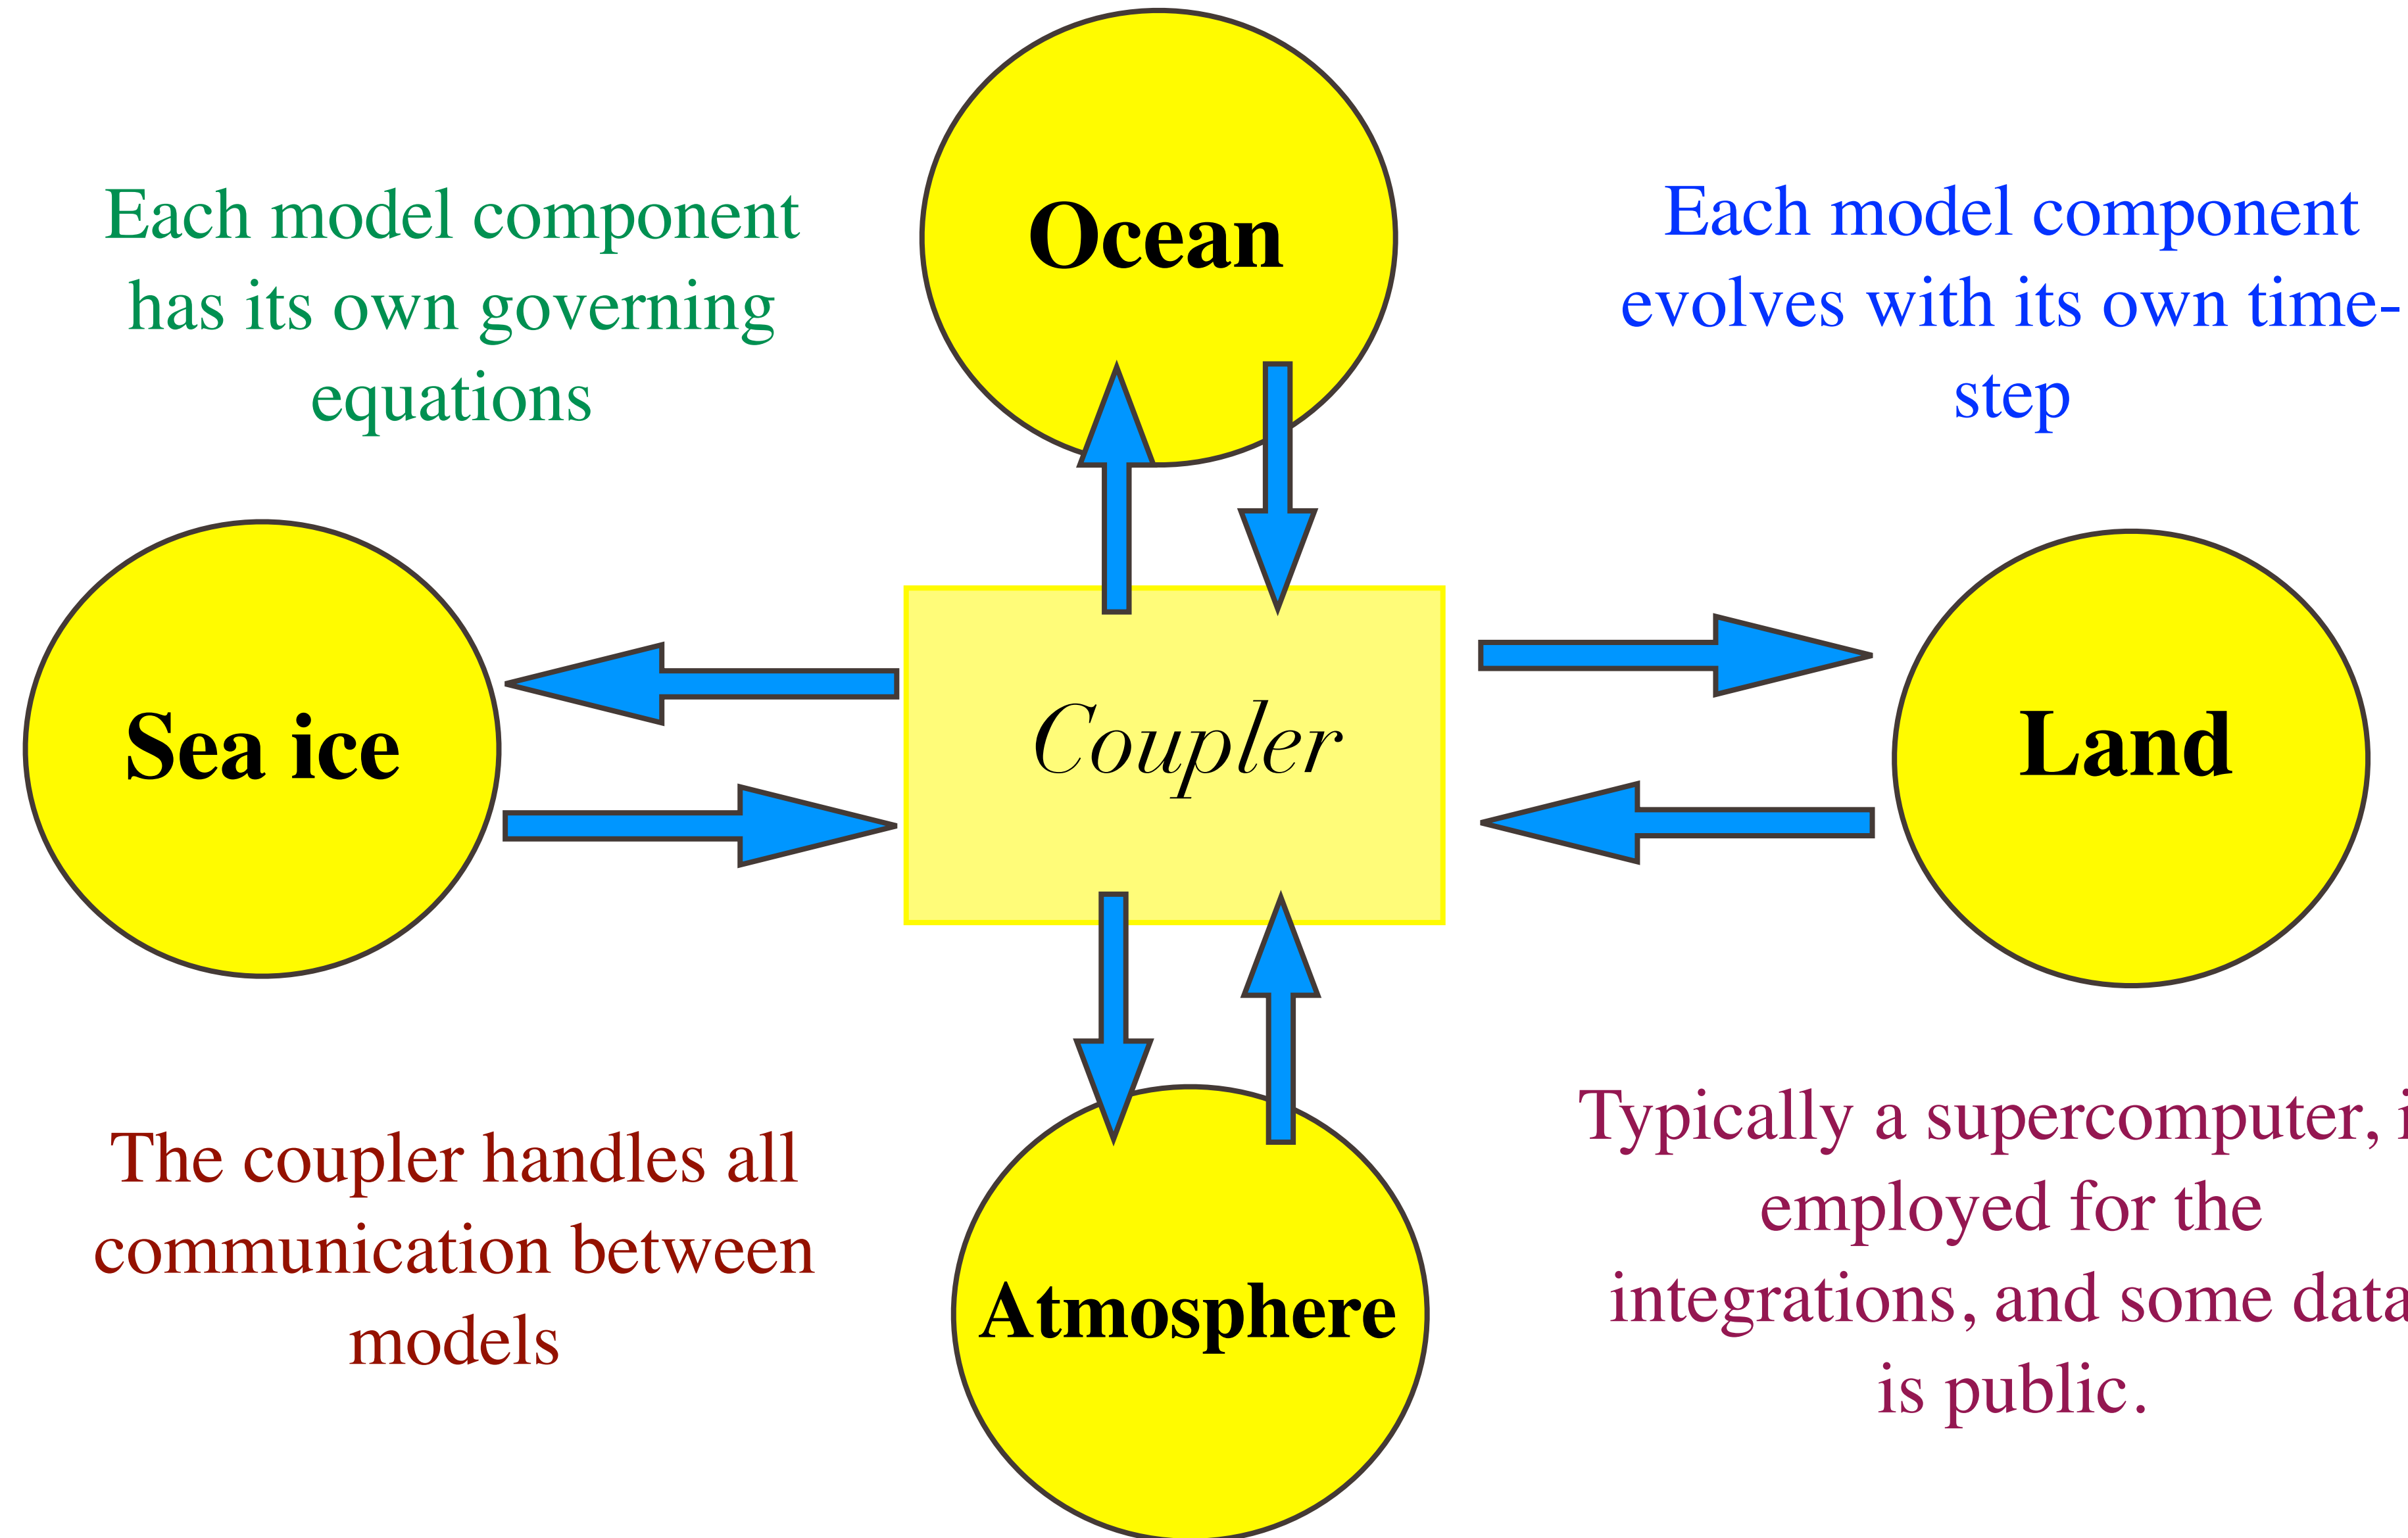 Ocean
Each model component
has its own governing
equations
Each model component
evolves with its own time-
step
Sea ice
Coupler
Land
The coupler handles all
communication between
models
Typically a supercomputer,
employed for the
integrations, and some data
is public.
Atmosphere